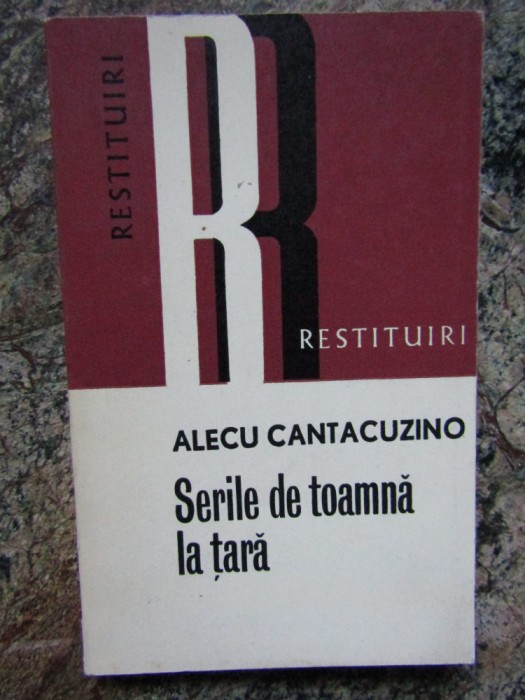 RESTITUIRI
R
RESTITUIRI
ALECU CANTACUZINO
Serile de toamnă
la țară